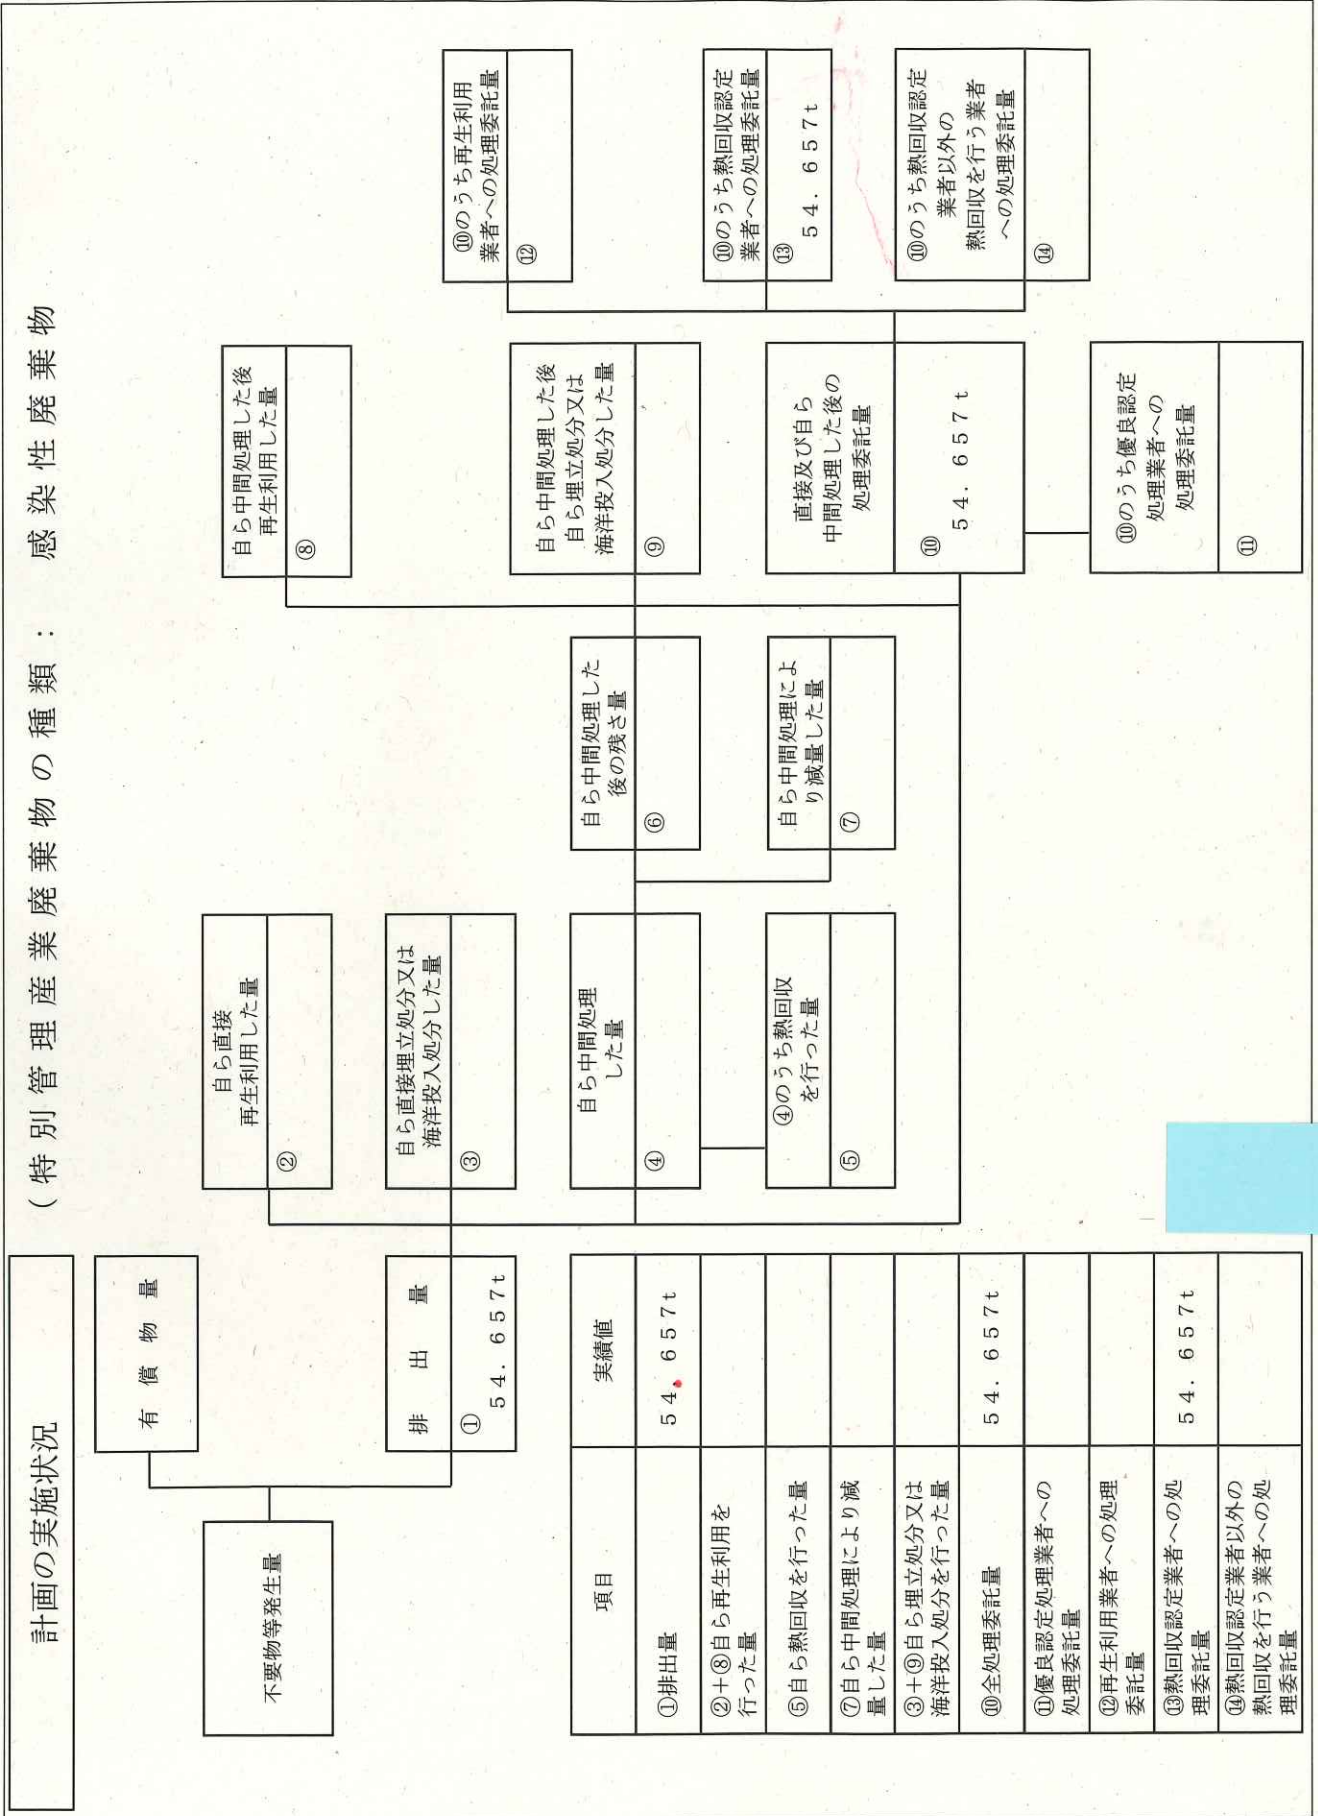 計画の実施状況
(特別管理産業廃棄物の種類：感染性廃棄物
不要物等発生量
有償物量
排出量
①
54.657t
自ら直接
再生利用した量
②
自ら直接埋立処分又は
海洋投入処分した量
③
自ら中間処理
した量
④
④のうち熱回収
を行った量
⑤
自ら中間処理した
後の残さ量
⑥
自ら中間処理によ
り減量した量
⑦
自ら中間処理した後
再生利用した量
⑧
自ら中間処理した後
自ら埋立処分又は
海洋投入処分した量
⑨
直接及び自ら
中間処理した後の
処理委託量
⑩
54.657t
⑩のうち優良認定
処理業者への
処理委託量
⑪
⑩のうち再生利用
業者への処理委託量
⑫
⑩のうち熱回収認定
業者への処理委託量
⑬
54.657t
⑩のうち熱回収認定
業者以外の
熱回収を行う業者
への処理委託量
⑭
項目
実績値
①排出量
54.657t
②+⑧自ら再生利用を
行った量
⑤自ら熱回収を行った量
⑦自ら中間処理により減
量した量
③+⑨自ら埋立処分又は
海洋投入処分を行った量
⑩全処理委託量
54.657t
⑪優良認定処理業者への
処理委託量
⑫再生利用業者への処理
委託量
⑬熱回収認定業者への処
理委託量
54.657t
⑭熱回収認定業者以外の
熱回収を行う業者への処
理委託量